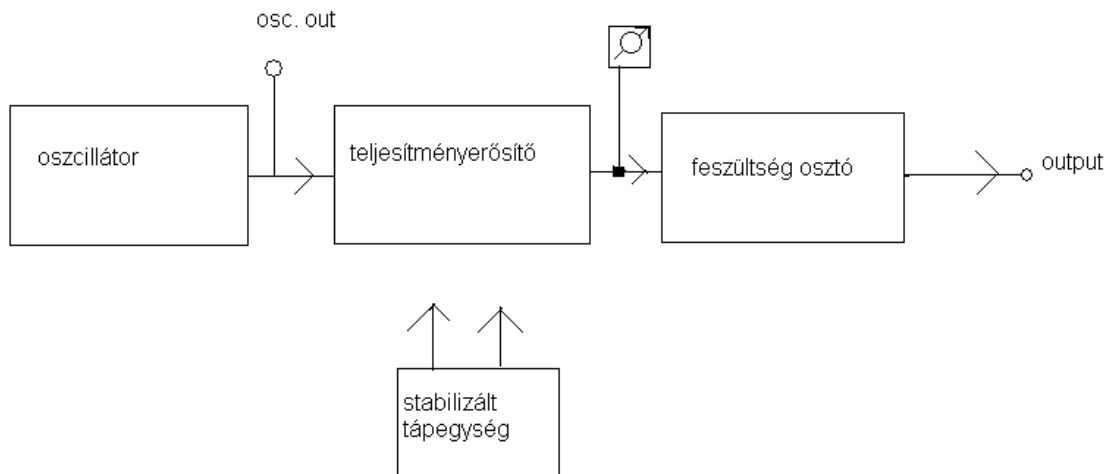 osc. out
oszcillátor
teljesítményerősítő
feszültség osztó
output
stabilizált
tápegység